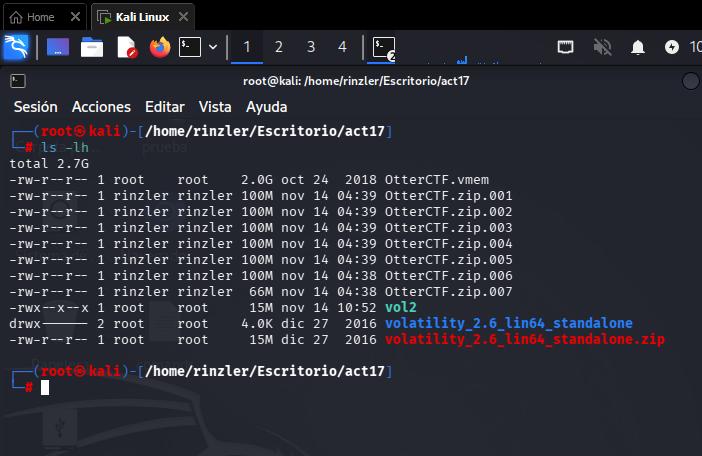 Home × Kali Linux ×
1 2 3 4 2 10
root@kali: /home/rinzler/Escritorio/act17
Sesión Acciones Editar Vista Ayuda
┌──(root㉿kali)-[/home/rinzler/Escritorio/act17]
└─# ls -lh
total 2.7G
-rw-r--r-- 1 root    root    2.0G oct 24  2018 OtterCTF.vmem
-rw-r--r-- 1 rinzler rinzler 100M nov 14 04:39 OtterCTF.zip.001
-rw-r--r-- 1 rinzler rinzler 100M nov 14 04:39 OtterCTF.zip.002
-rw-r--r-- 1 rinzler rinzler 100M nov 14 04:39 OtterCTF.zip.003
-rw-r--r-- 1 rinzler rinzler 100M nov 14 04:39 OtterCTF.zip.004
-rw-r--r-- 1 rinzler rinzler 100M nov 14 04:39 OtterCTF.zip.005
-rw-r--r-- 1 rinzler rinzler 100M nov 14 04:38 OtterCTF.zip.006
-rw-r--r-- 1 rinzler rinzler  66M nov 14 04:38 OtterCTF.zip.007
-rwx--x--x 1 root    root     15M nov 14 10:52 vol2
drwx------ 2 root    root    4.0K dic 27  2016 volatility_2.6_lin64_standalone
-rw-r--r-- 1 root    root     15M dic 27  2016 volatility_2.6_lin64_standalone.zip
┌──(root㉿kali)-[/home/rinzler/Escritorio/act17]
└─#
prueba